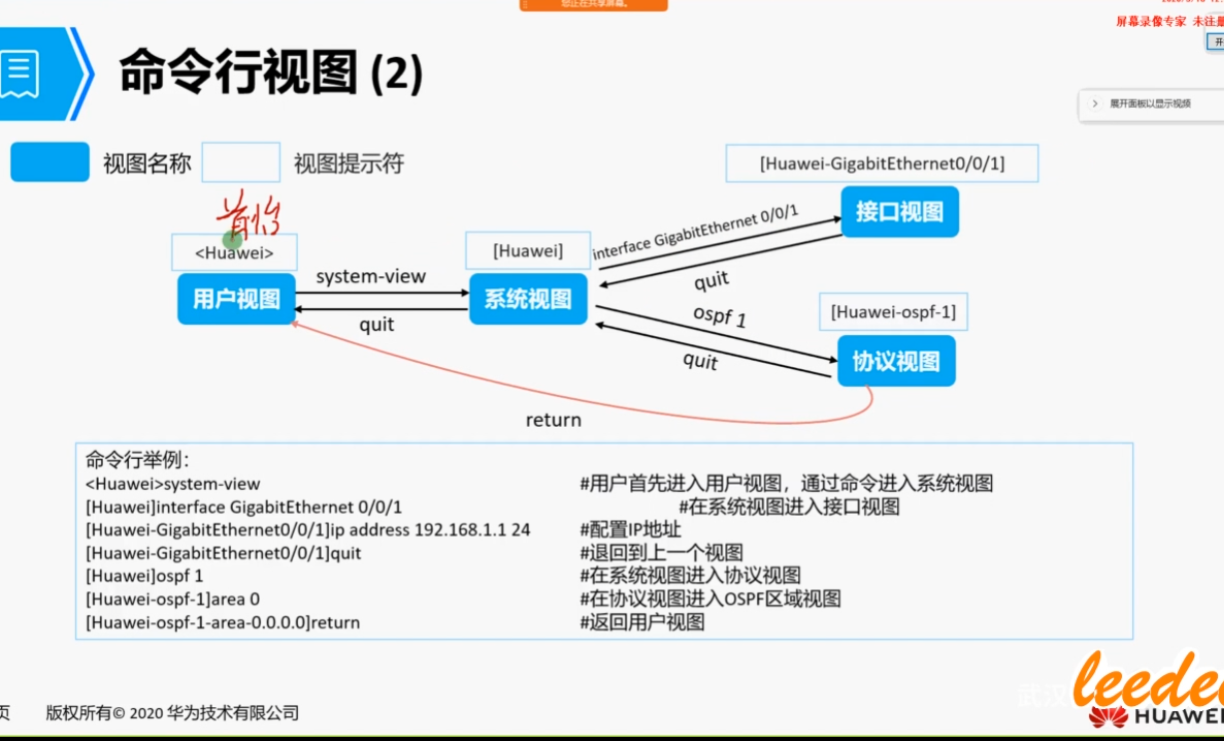 您正在共享屏幕。
屏幕录像专家 未注册
开
命令行视图 (2)
展开面板以显示视频
视图名称 视图提示符
[Huawei-GigabitEthernet0/0/1]
接口视图
<Huawei>
用户视图
system-view
quit
[Huawei]
系统视图
interface GigabitEthernet 0/0/1
quit
ospf 1
quit
[Huawei-ospf-1]
协议视图
return
命令行举例：
<Huawei>system-view #用户首先进入用户视图，通过命令进入系统视图
[Huawei]interface GigabitEthernet 0/0/1 #在系统视图进入接口视图
[Huawei-GigabitEthernet0/0/1]ip address 192.168.1.1 24 #配置IP地址
[Huawei-GigabitEthernet0/0/1]quit #退回到上一个视图
[Huawei]ospf 1 #在系统视图进入协议视图
[Huawei-ospf-1]area 0 #在协议视图进入OSPF区域视图
[Huawei-ospf-1-area-0.0.0.0]return #返回用户视图
武汉leedee
页 版权所有© 2020 华为技术有限公司
HUAWEI